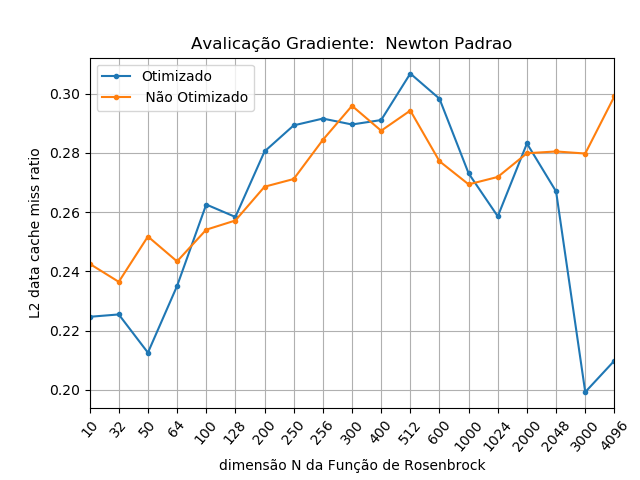 Avalicação Gradiente:  Newton Padrao
Otimizado
Não Otimizado
L2 data cache miss ratio
0.30
0.28
0.26
0.24
0.22
0.20
10 32 50 64 100 128 200 250 256 300 400 512 600 1000 1024 2000 2048 3000 4096
dimensão N da Função de Rosenbrock